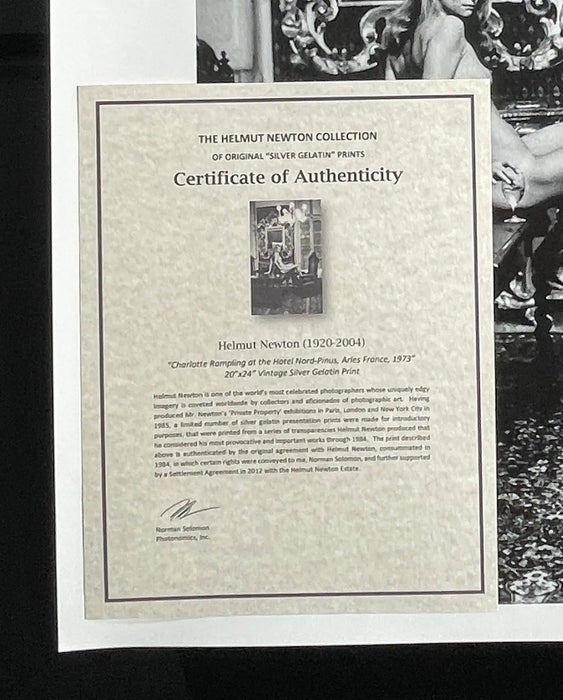 THE HELMUT NEWTON COLLECTION
OF ORIGINAL "SILVER GELATIN" PRINTS
Certificate of Authenticity
Helmut Newton (1920-2004)
"Charlotte Rampling at the Hotel Nord-Pinus, Arles France, 1973"
20"x24" Vintage Silver Gelatin Print
Helmut Newton is one of the world's most celebrated photographers whose uniquely edgy
imagery is coveted worldwide by collectors and aficionados of photographic art. Having
produced Mr. Newton's 'Private Property' exhibitions in Paris, London and New York City in
1985, a limited number of silver gelatin presentation prints were made for introductory
purposes, that were printed from a series of transparencies Helmut Newton produced that
he considered his most provocative and important works through 1984. The print described
above is authenticated by the original agreement with Helmut Newton, consummated in
1984, in which certain rights were conveyed to me, Norman Solomon, and further supported
by a Settlement Agreement in 2012 with the Helmut Newton Estate.
Norman Solomon
Photonomics, Inc.